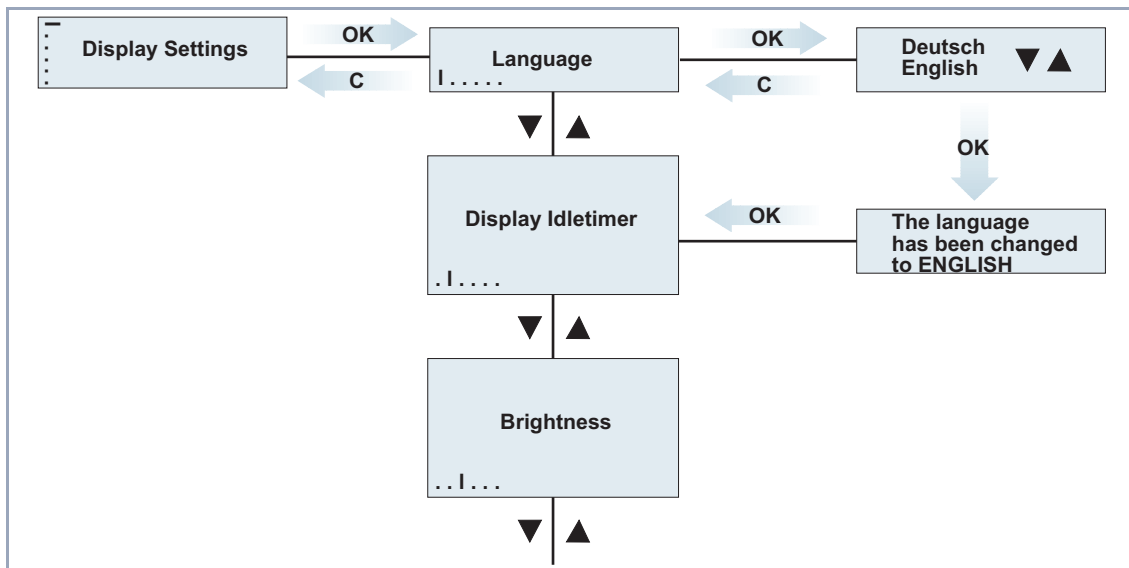 Display Settings
OK
C
Language
I . . . . .
OK
C
Deutsch
English
▼ ▲
OK
▼ ▲
Display Idletimer
. I . . . .
OK
The language
has been changed
to ENGLISH
▼ ▲
Brightness
. . I . . .
▼ ▲